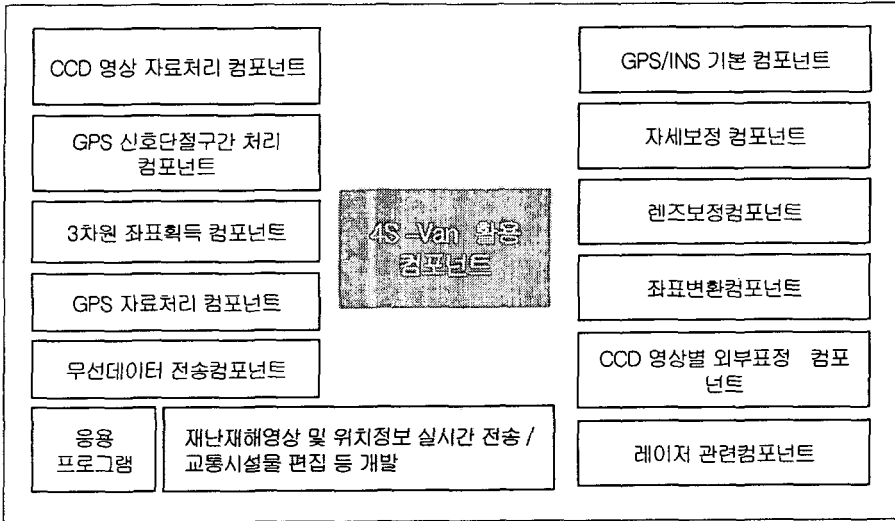 CCD 영상 자료처리 컴포넌트
GPS 신호단절구간 처리
컴포넌트
3차원 좌표획득 컴포넌트
GPS 자료처리 컴포넌트
무선데이터 전송컴포넌트
응용
프로그램
재난재해영상 및 위치정보 실시간 전송 /
교통시설물 편집 등 개발
4S-Van 활용
컴포넌트
GPS/INS 기본 컴포넌트
자세보정 컴포넌트
렌즈보정컴포넌트
좌표변환컴포넌트
CCD 영상별 외부표정 컴포
넌트
레이저 관련컴포넌트